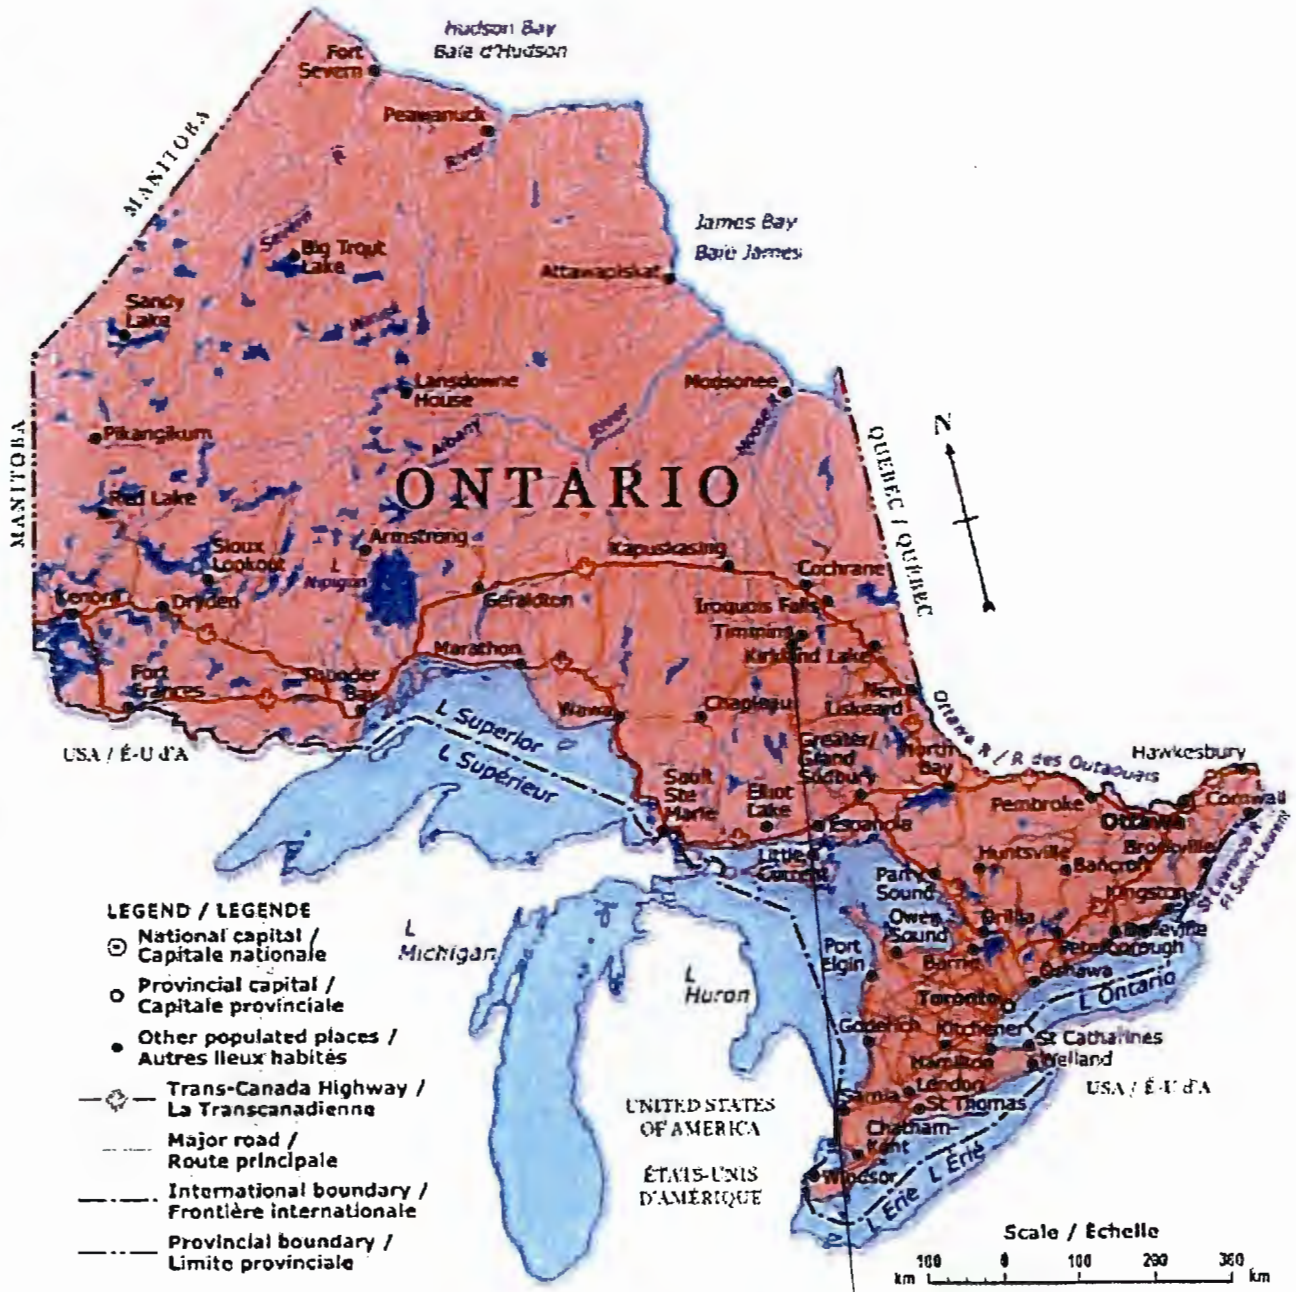 Hudson Bay
Baie d'Hudson
Fort
Severn
Peawanuck
River
R
MANITOBA
James Bay
Baie James
Severn
Big Trout
Lake
Attawapiskat
Sandy
Lake
Lansdowne
House
Moosonee
Pikangikum
Albany
River
Moose R
MANITOBA
QUEBEC / QUÉBEC
N
ONTARIO
Red Lake
Armstrong
Sioux
Lookout
L
Nipigon
Kapuskasing
Cochrane
Kenora
Dryden
Geraldton
Iroquois Falls
Timmins
Marathon
Kirkland Lake
Fort
Frances
Thunder
Bay
New
Liskeard
Wawa
Chapleau
USA / É-U d'A
L Superior
L Supérieur
Greater/
Grand
Sudbury
North
Bay
Ottawa R / R des Outaouais
Hawkesbury
Sault
Ste
Marie
Elliot
Lake
Espanola
Pembroke
Ottawa
Cornwall
Little
Current
Huntsville
Bancroft
Brockville
Parry
Sound
Kingston
St Lawrence R
Fl Saint-Laurent
Owen
Sound
Orillia
Belleville
Peterborough
Port
Elgin
Barrie
Oshawa
L
Michigan
L
Huron
Toronto
L Ontario
Goderich
Kitchener
St Catharines
Hamilton
Welland
London
Sarnia
St Thomas
USA / É-U d'A
UNITED STATES
OF AMERICA
Chatham-
Kent
ÉTATS-UNIS
D'AMÉRIQUE
Windsor
L Erie L Érié
LEGEND / LEGENDE
National capital /
Capitale nationale
Provincial capital /
Capitale provinciale
Other populated places /
Autres lieux habités
Trans-Canada Highway /
La Transcanadienne
Major road /
Route principale
International boundary /
Frontière internationale
Provincial boundary /
Limite provinciale
Scale / Échelle
100 0 100 200 300
km km